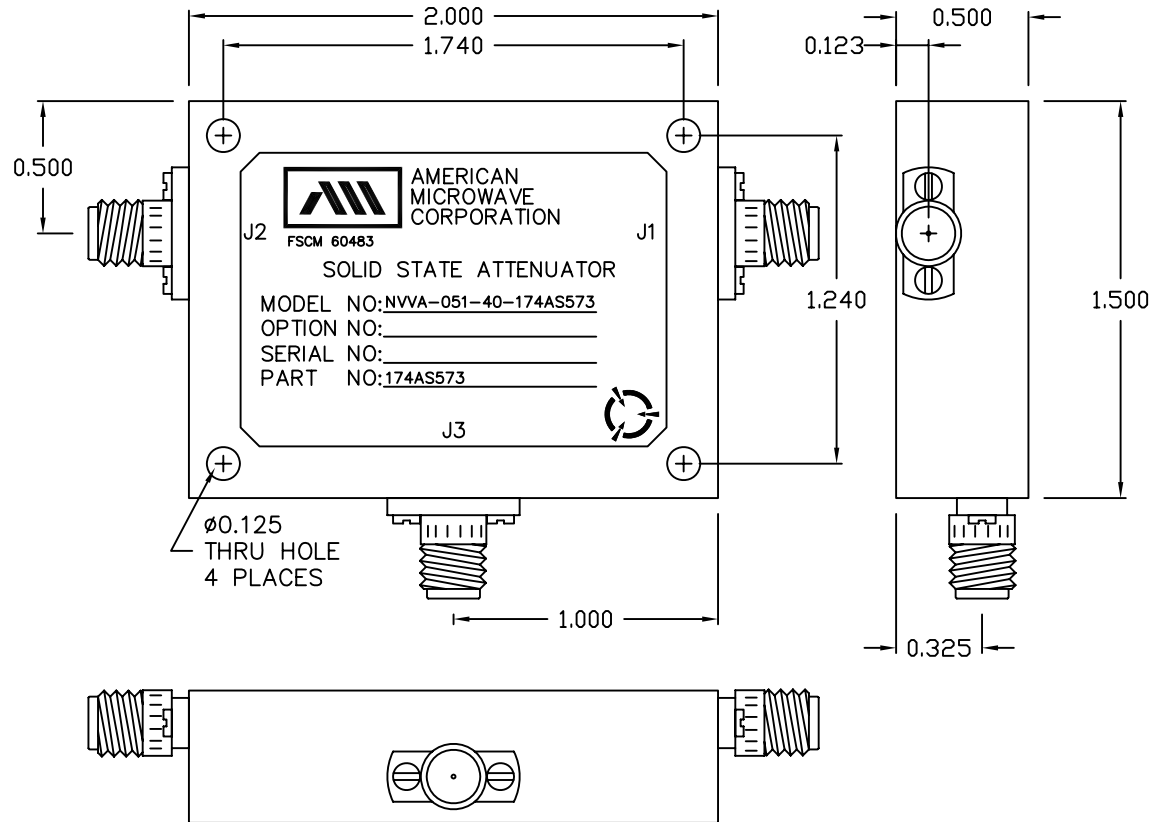 2.000
1.740
0.500
0.123
0.500
AMERICAN
MICROWAVE
CORPORATION
J2
FSCM 60483
J1
SOLID STATE ATTENUATOR
MODEL NO: NVVA-051-40-174AS573
OPTION NO:
SERIAL NO:
PART NO: 174AS573
J3
1.240
1.500
ø0.125
THRU HOLE
4 PLACES
1.000
0.325